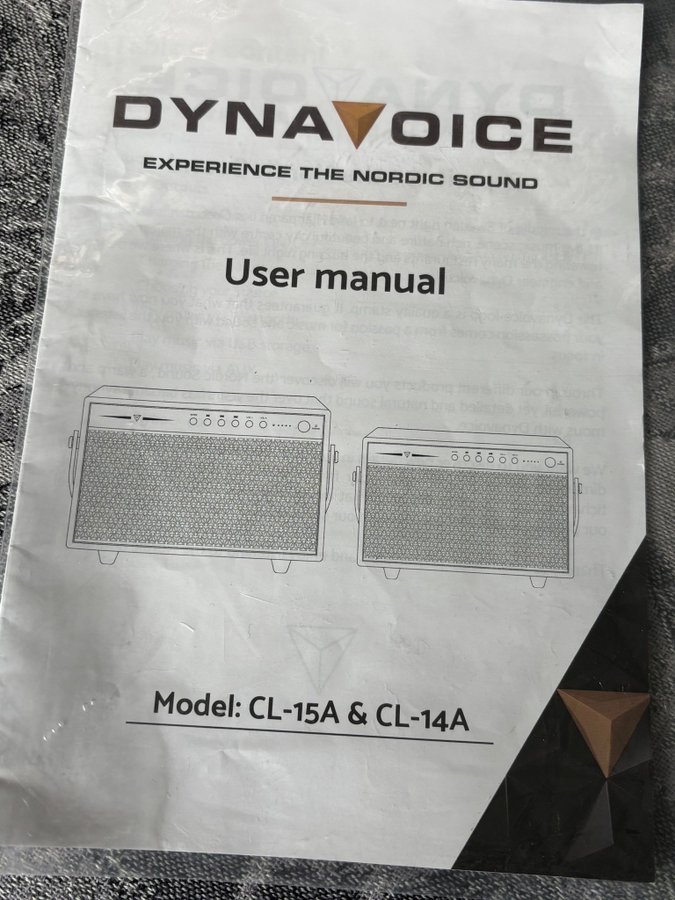 DYNAVOICE
EXPERIENCE THE NORDIC SOUND
User manual
Model: CL-15A & CL-14A